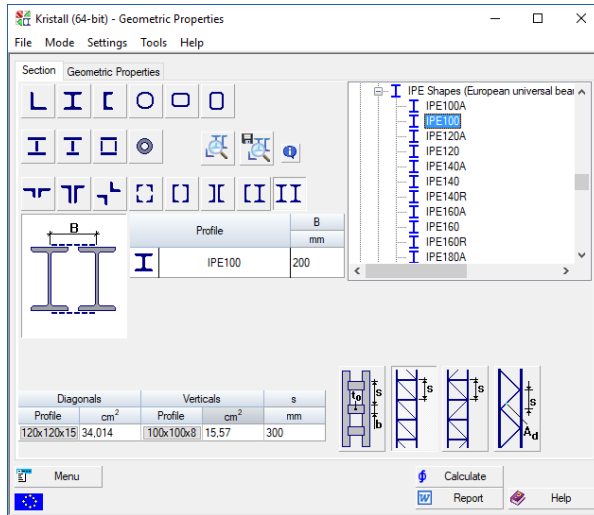 Kristall (64-bit) - Geometric Properties
File Mode Settings Tools Help
Section Geometric Properties
IPE Shapes (European universal bear
IPE100A
IPE100
IPE120A
IPE120
IPE140A
IPE140
IPE140R
IPE160A
IPE160
IPE160R
IPE180A
B
Profile B
mm
IPE100 200
t0 s b
s
s
s Ad
Diagonals Verticals s
Profile cm2 Profile cm2 mm
120x120x15 34,014 100x100x8 15,57 300
Menu Calculate
Report Help